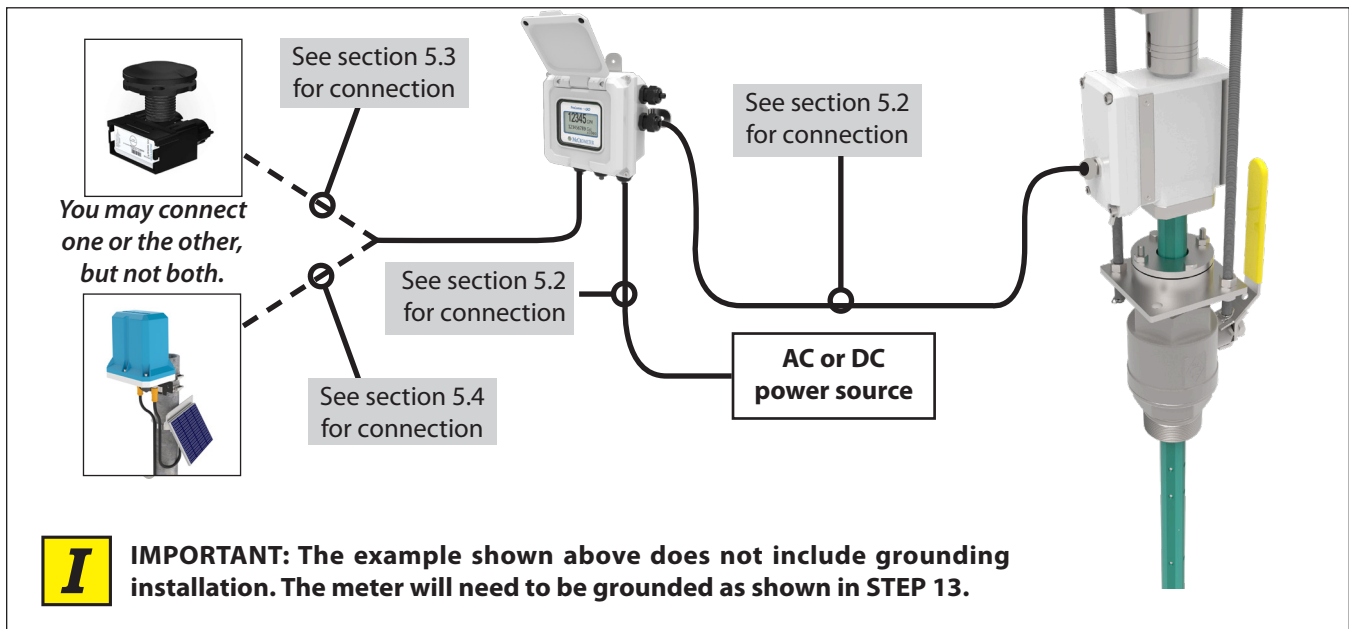 See section 5.3
for connection
You may connect
one or the other,
but not both.
See section 5.2
for connection
See section 5.4
for connection
12345
See section 5.2
for connection
AC or DC
power source
I
IMPORTANT: The example shown above does not include grounding
installation. The meter will need to be grounded as shown in STEP 13.